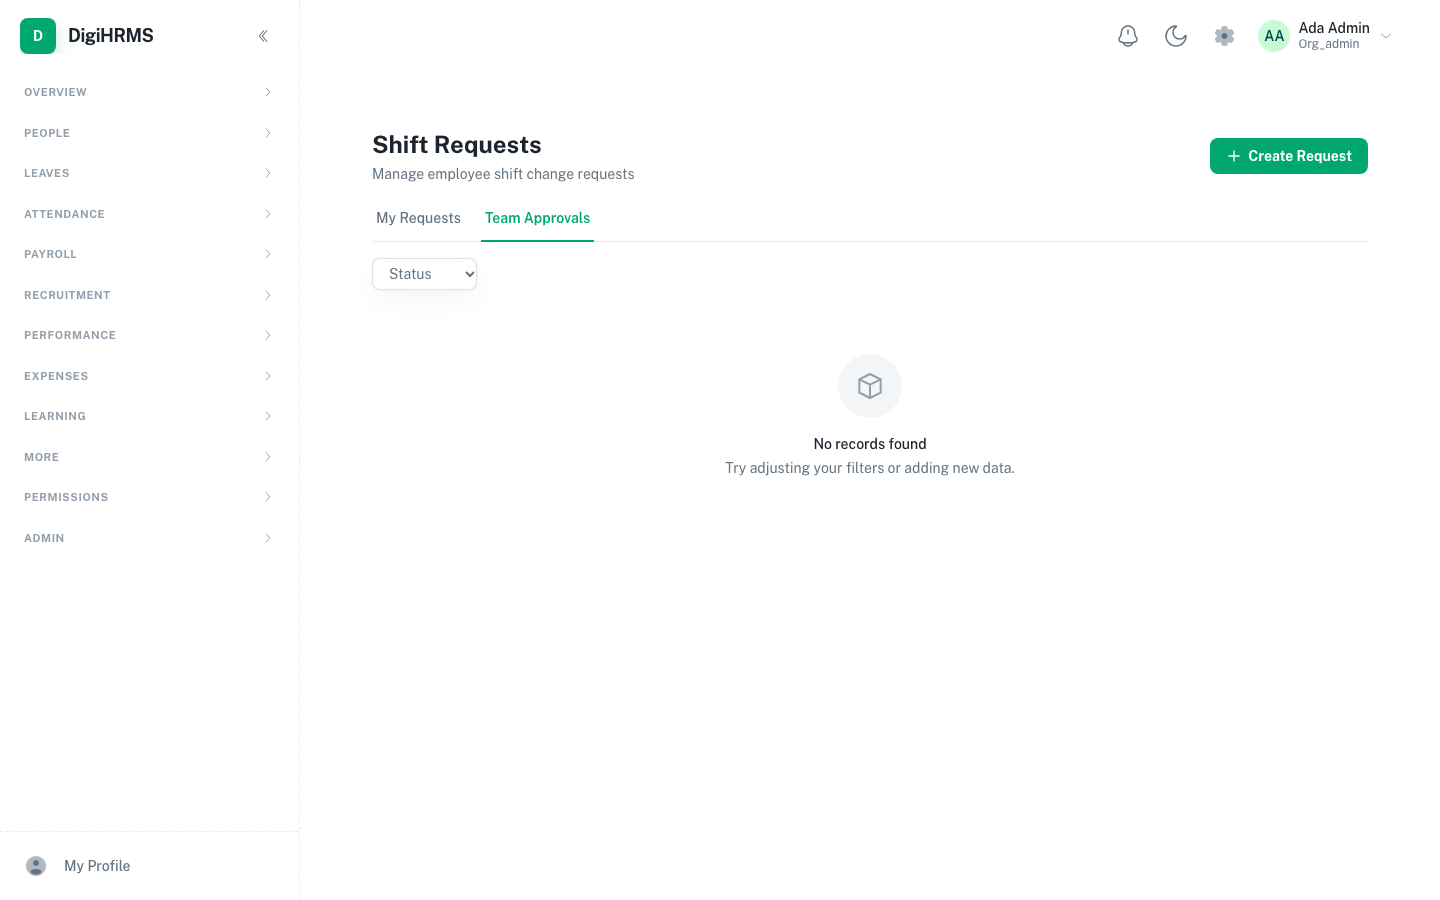 D
DigiHRMS
OVERVIEW
PEOPLE
LEAVES
ATTENDANCE
PAYROLL
RECRUITMENT
PERFORMANCE
EXPENSES
LEARNING
MORE
PERMISSIONS
ADMIN
My Profile
AA
Ada Admin
Org_admin
Shift Requests
Manage employee shift change requests
Create Request
My Requests
Team Approvals
Status
No records found
Try adjusting your filters or adding new data.